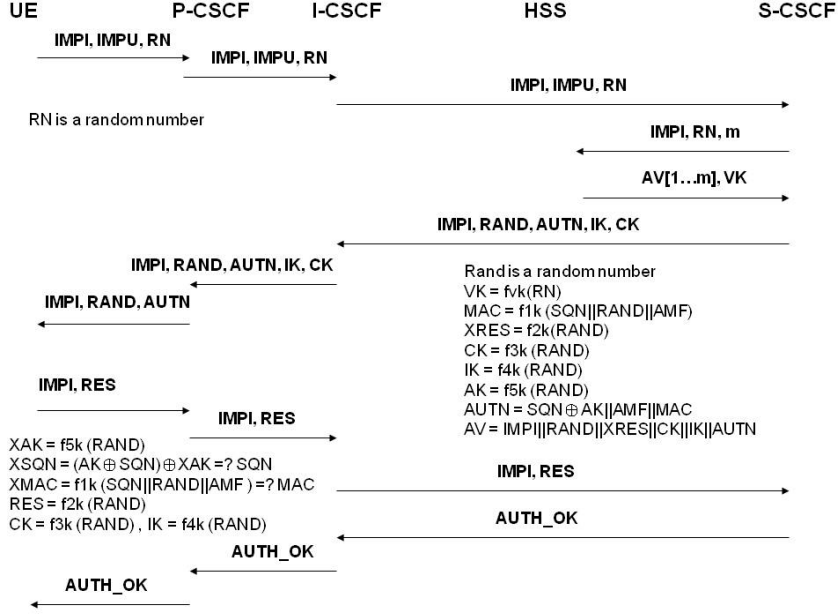 UE P-CSCF I-CSCF HSS S-CSCF
IMPI, IMPU, RN
IMPI, IMPU, RN
IMPI, IMPU, RN
RN is a random number
IMPI, RN, m
AV[1…m], VK
IMPI, RAND, AUTN, IK, CK
IMPI, RAND, AUTN, IK, CK
IMPI, RAND, AUTN
Rand is a random number
VK = fvk(RN)
MAC = f1k (SQN||RAND||AMF)
XRES = f2k(RAND)
CK = f3k (RAND)
IK = f4k (RAND)
AK = f5k (RAND)
AUTN = SQN ⊕ AK||AMF||MAC
AV = IMPI||RAND||XRES||CK||IK||AUTN
IMPI, RES
IMPI, RES
XAK = f5k (RAND)
XSQN = (AK ⊕ SQN) ⊕ XAK =? SQN
XMAC = f1k (SQN||RAND||AMF ) =? MAC
RES = f2k (RAND)
CK = f3k (RAND) , IK = f4k (RAND)
IMPI, RES
AUTH_OK
AUTH_OK
AUTH_OK